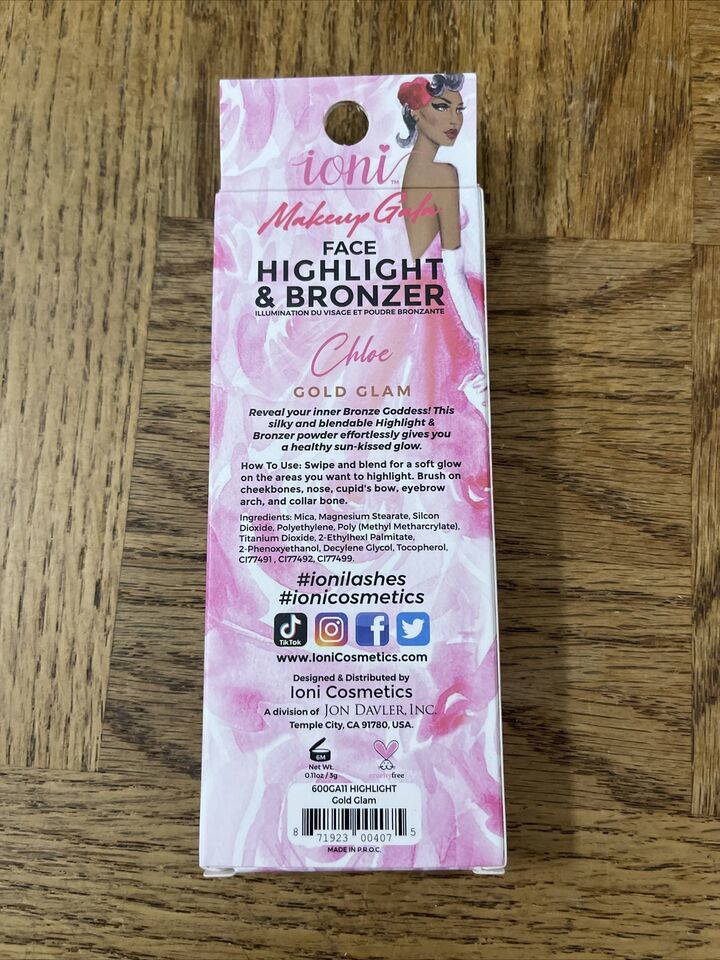 ioni™
Makeup Gala
FACE
HIGHLIGHT
& BRONZER
ILLUMINATION DU VISAGE ET POUDRE BRONZANTE
Chloe
GOLD GLAM
Reveal your inner Bronze Goddess! This
silky and blendable Highlight &
Bronzer powder effortlessly gives you
a healthy sun-kissed glow.
How To Use: Swipe and blend for a soft glow
on the areas you want to highlight. Brush on
cheekbones, nose, cupid's bow, eyebrow
arch, and collar bone.
Ingredients: Mica, Magnesium Stearate, Silcon
Dioxide, Polyethylene, Poly (Methyl Metharcrylate),
Titanium Dioxide, 2-Ethylhexl Palmitate,
2-Phenoxyethanol, Decylene Glycol, Tocopherol,
CI77491 , CI77492, CI77499.
#ionilashes
#ionicosmetics
TikTok
www.IoniCosmetics.com
Designed & Distributed by
Ioni Cosmetics
A division of JON DAVLER, INC.
Temple City, CA 91780, USA.
6M
Net Wt.
0.11oz / 3g
crueltyfree
600GA11 HIGHLIGHT
Gold Glam
8 71923 00407 5
MADE IN P.R.O.C.